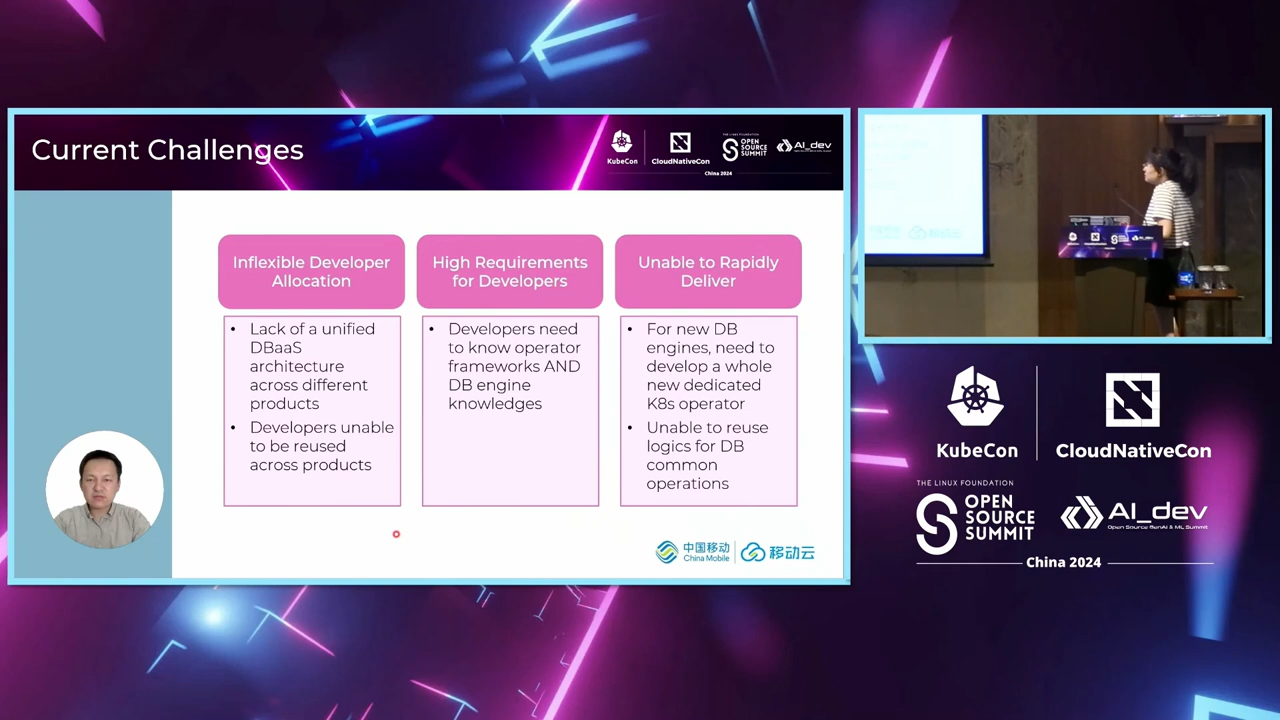 Current Challenges
KubeCon
CloudNativeCon
THE LINUX FOUNDATION
OPEN
SOURCE
SUMMIT
AI_dev
China 2024
Inflexible Developer
Allocation
• Lack of a unified
DBaaS
architecture
across different
products
• Developers unable
to be reused
across products
High Requirements
for Developers
• Developers need
to know operator
frameworks AND
DB engine
knowledges
Unable to Rapidly
Deliver
• For new DB
engines, need to
develop a whole
new dedicated
K8s operator
• Unable to reuse
logics for DB
common
operations
中国移动
China Mobile
移动云
KubeCon
CloudNativeCon
THE LINUX FOUNDATION
OPEN
SOURCE
SUMMIT
AI_dev
Open Source GenAI & ML Summit
China 2024